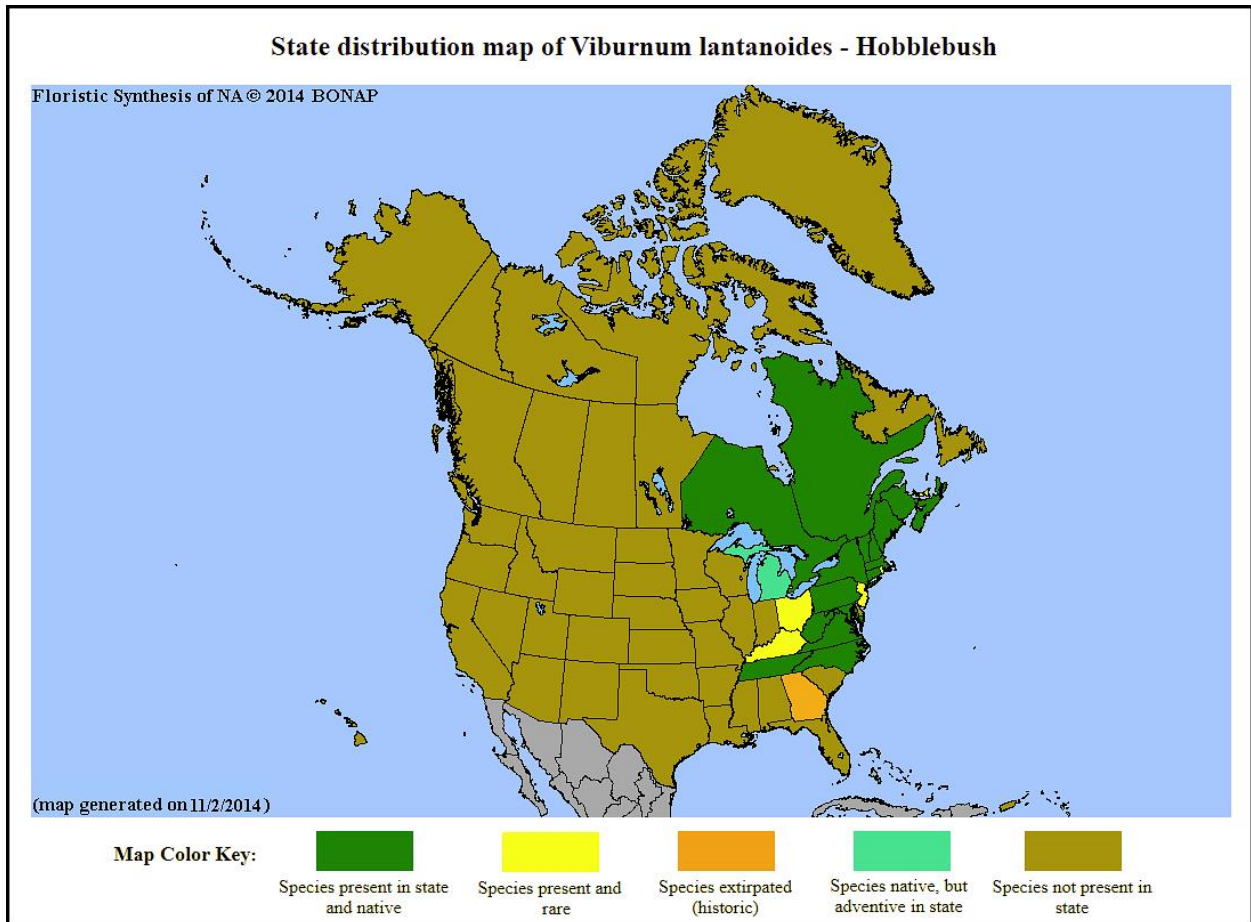 State distribution map of Viburnum lantanoides - Hobblebush
Floristic Synthesis of NA © 2014 BONAP
(map generated on 11/2/2014)
Map Color Key:
Species present in state
and native
Species present and
rare
Species extirpated
(historic)
Species native, but
adventive in state
Species not present in
state